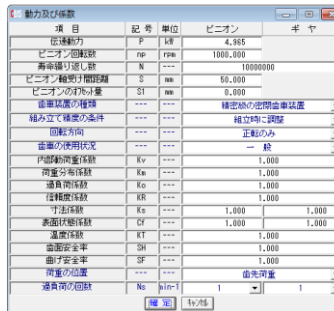 動力及び係数
項 目 記 号 単位 ピニオン ギ ヤ
伝達動力 P kW 4.965
ピニオン回転数 np rpm 1000.000
寿命繰り返し数 N --- 10000000
ピニオン軸受け間距離 S mm 50.000
ピニオンのオフセット量 S1 mm 0.000
歯車装置の種類 --- --- 精密級の密閉歯車装置
組み立て精度の条件 --- --- 組立時に調整
回転方向 --- --- 正転のみ
歯車の使用状況 --- --- 一 般
内部動荷重係数 Kv --- 1.000
荷重分布係数 Km --- 1.000
過負荷係数 Ko --- 1.000
信頼度係数 KR --- 1.000
寸法係数 Ks --- 1.000 1.000
表面状態係数 Cf --- 1.000 1.000
温度係数 KT --- 1.000
歯面安全率 SH --- 1.000
曲げ安全率 SF --- 1.000
荷重の位置 --- --- 歯先荷重
過負荷の回数 Ns min-1 1 1
確 定 キャンセル